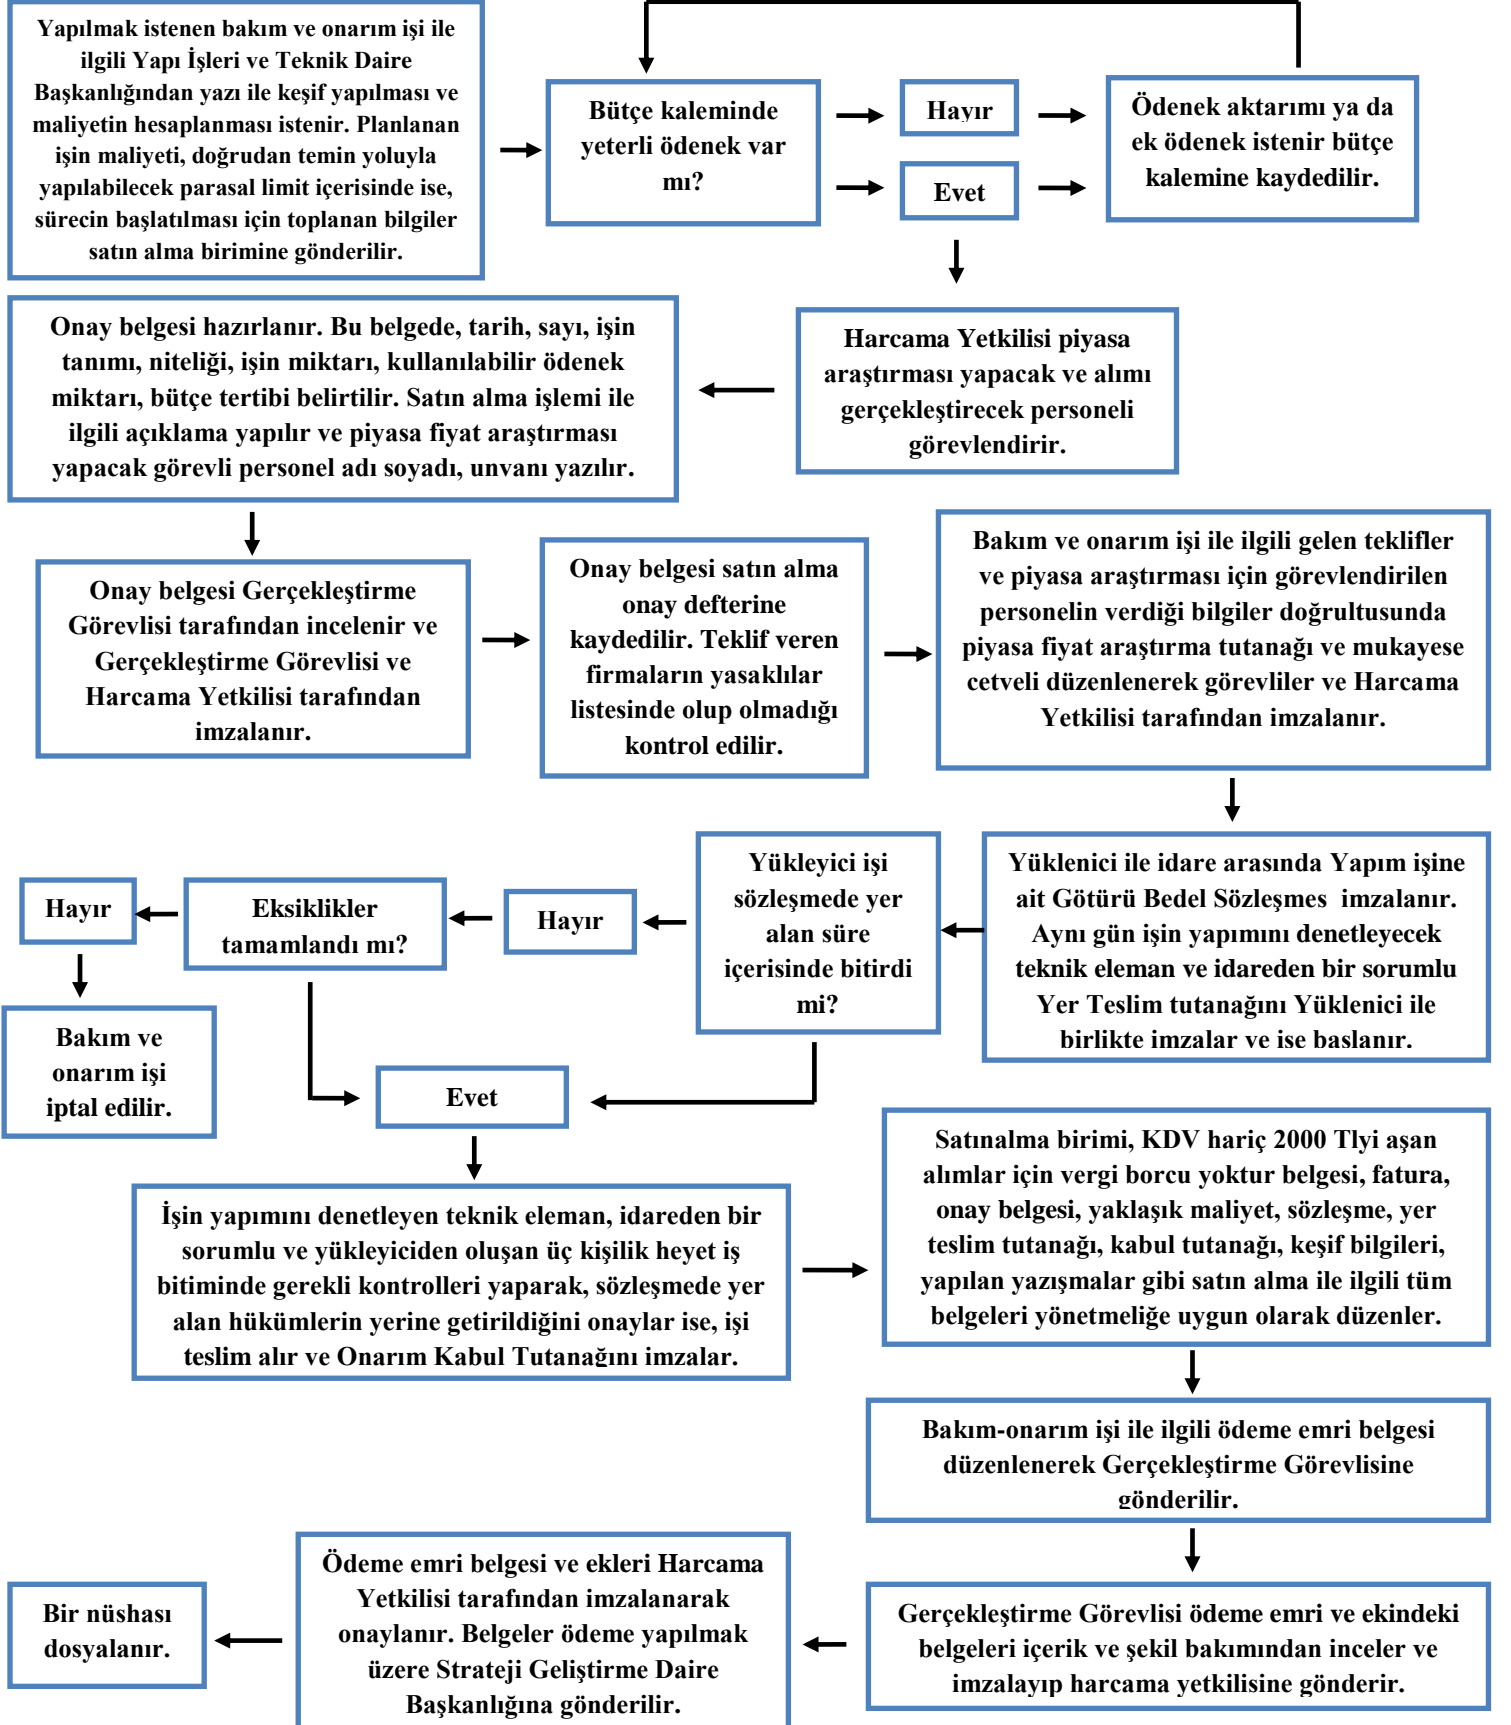 Yapılmak istenen bakım ve onarım işi ile
ilgili Yapı İşleri ve Teknik Daire
Başkanlığından yazı ile keşif yapılması ve
maliyetin hesaplanması istenir. Planlanan
işin maliyeti, doğrudan temin yoluyla
yapılabilecek parasal limit içerisinde ise,
sürecin başlatılması için toplanan bilgiler
satın alma birimine gönderilir.
Bütçe kaleminde
yeterli ödenek var
mı?
Hayır
Evet
Ödenek aktarımı ya da
ek ödenek istenir bütçe
kalemine kaydedilir.
Harcama Yetkilisi piyasa
araştırması yapacak ve alımı
gerçekleştirecek personeli
görevlendirir.
Onay belgesi hazırlanır. Bu belgede, tarih, sayı, işin
tanımı, niteliği, işin miktarı, kullanılabilir ödenek
miktarı, bütçe tertibi belirtilir. Satın alma işlemi ile
ilgili açıklama yapılır ve piyasa fiyat araştırması
yapacak görevli personel adı soyadı, unvanı yazılır.
Onay belgesi Gerçekleştirme
Görevlisi tarafından incelenir ve
Gerçekleştirme Görevlisi ve
Harcama Yetkilisi tarafından
imzalanır.
Onay belgesi satın alma
onay defterine
kaydedilir. Teklif veren
firmaların yasaklılar
listesinde olup olmadığı
kontrol edilir.
Bakım ve onarım işi ile ilgili gelen teklifler
ve piyasa araştırması için görevlendirilen
personelin verdiği bilgiler doğrultusunda
piyasa fiyat araştırma tutanağı ve mukayese
cetveli düzenlenerek görevliler ve Harcama
Yetkilisi tarafından imzalanır.
Yüklenici ile idare arasında Yapım işine
ait Götürü Bedel Sözleşmes  imzalanır.
Aynı gün işin yapımını denetleyecek
teknik eleman ve idareden bir sorumlu
Yer Teslim tutanağını Yüklenici ile
birlikte imzalar ve işe başlanır.
Yükleyici işi
sözleşmede yer
alan süre
içerisinde bitirdi
mi?
Hayır
Eksiklikler
tamamlandı mı?
Hayır
Bakım ve
onarım işi
iptal edilir.
Evet
İşin yapımını denetleyen teknik eleman, idareden bir
sorumlu ve yükleyiciden oluşan üç kişilik heyet iş
bitiminde gerekli kontrolleri yaparak, sözleşmede yer
alan hükümlerin yerine getirildiğini onaylar ise, işi
teslim alır ve Onarım Kabul Tutanağını imzalar.
Satınalma birimi, KDV hariç 2000 Tlyi aşan
alımlar için vergi borcu yoktur belgesi, fatura,
onay belgesi, yaklaşık maliyet, sözleşme, yer
teslim tutanağı, kabul tutanağı, keşif bilgileri,
yapılan yazışmalar gibi satın alma ile ilgili tüm
belgeleri yönetmeliğe uygun olarak düzenler.
Bakım-onarım işi ile ilgili ödeme emri belgesi
düzenlenerek Gerçekleştirme Görevlisine
gönderilir.
Gerçekleştirme Görevlisi ödeme emri ve ekindeki
belgeleri içerik ve şekil bakımından inceler ve
imzalayıp harcama yetkilisine gönderir.
Ödeme emri belgesi ve ekleri Harcama
Yetkilisi tarafından imzalanarak
onaylanır. Belgeler ödeme yapılmak
üzere Strateji Geliştirme Daire
Başkanlığına gönderilir.
Bir nüshası
dosyalanır.